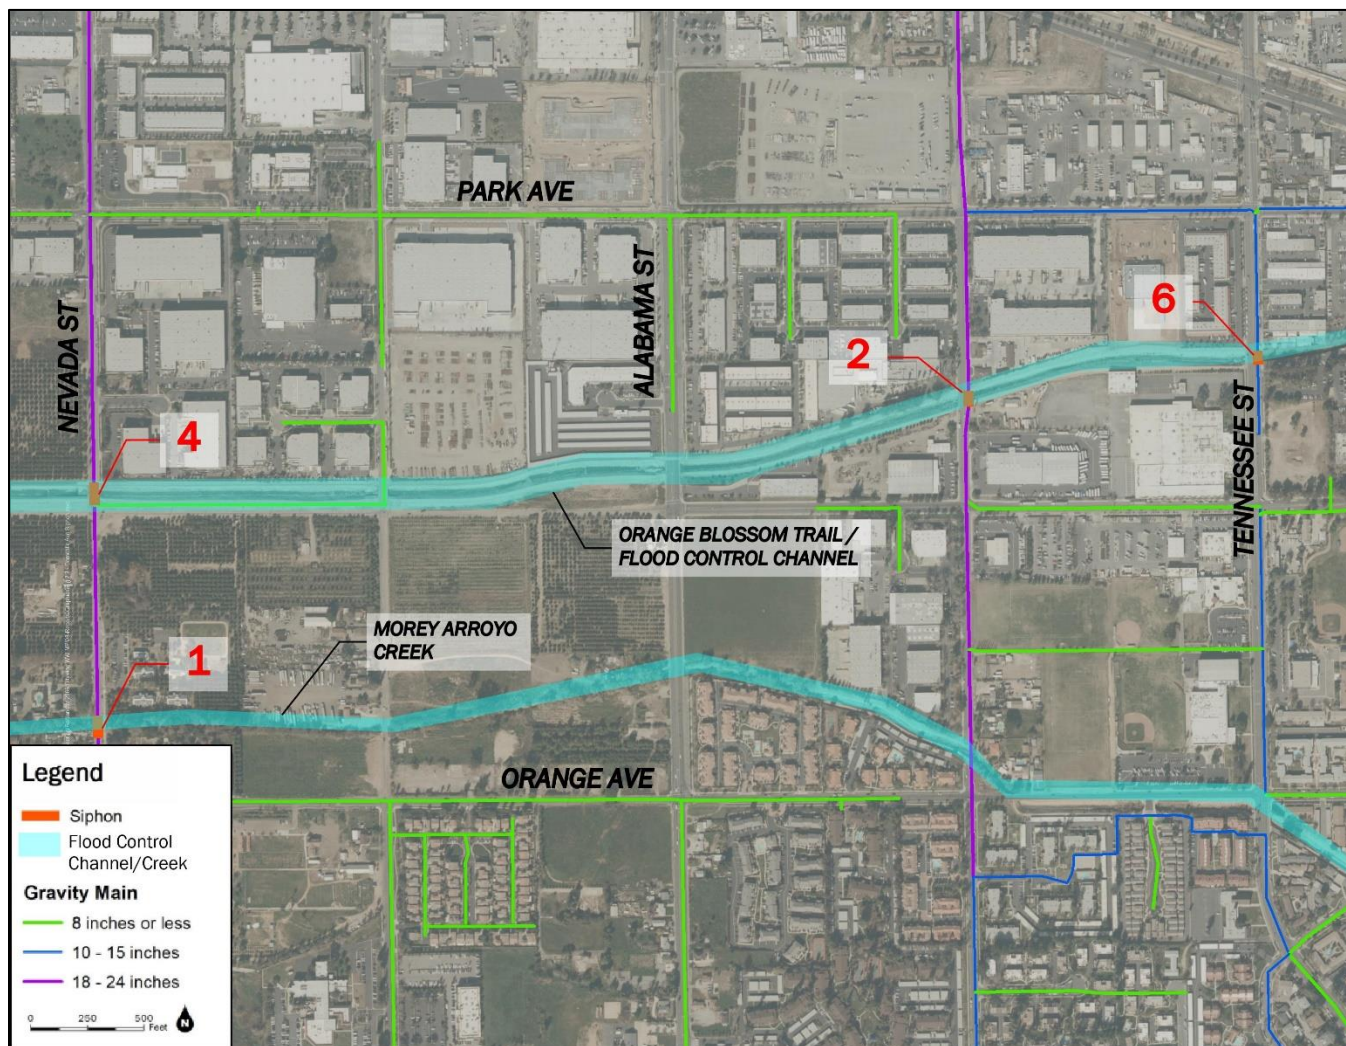 PARK AVE
NEVADA ST
ALABAMA ST
TENNESSEE ST
6
2
4
ORANGE BLOSSOM TRAIL /
FLOOD CONTROL CHANNEL
MOREY ARROYO
CREEK
1
ORANGE AVE
Legend
Siphon
Flood Control
Channel/Creek
Gravity Main
8 inches or less
10 - 15 inches
18 - 24 inches
0 250 500
Feet
N